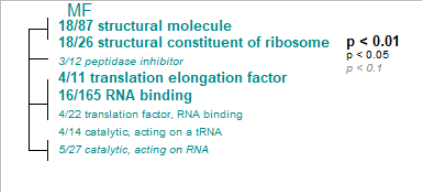 MF
18/87 structural molecule
18/26 structural constituent of ribosome
3/12 peptidase inhibitor
4/11 translation elongation factor
16/165 RNA binding
4/22 translation factor, RNA binding
4/14 catalytic, acting on a tRNA
5/27 catalytic, acting on RNA
p < 0.01
p < 0.05
p < 0.1